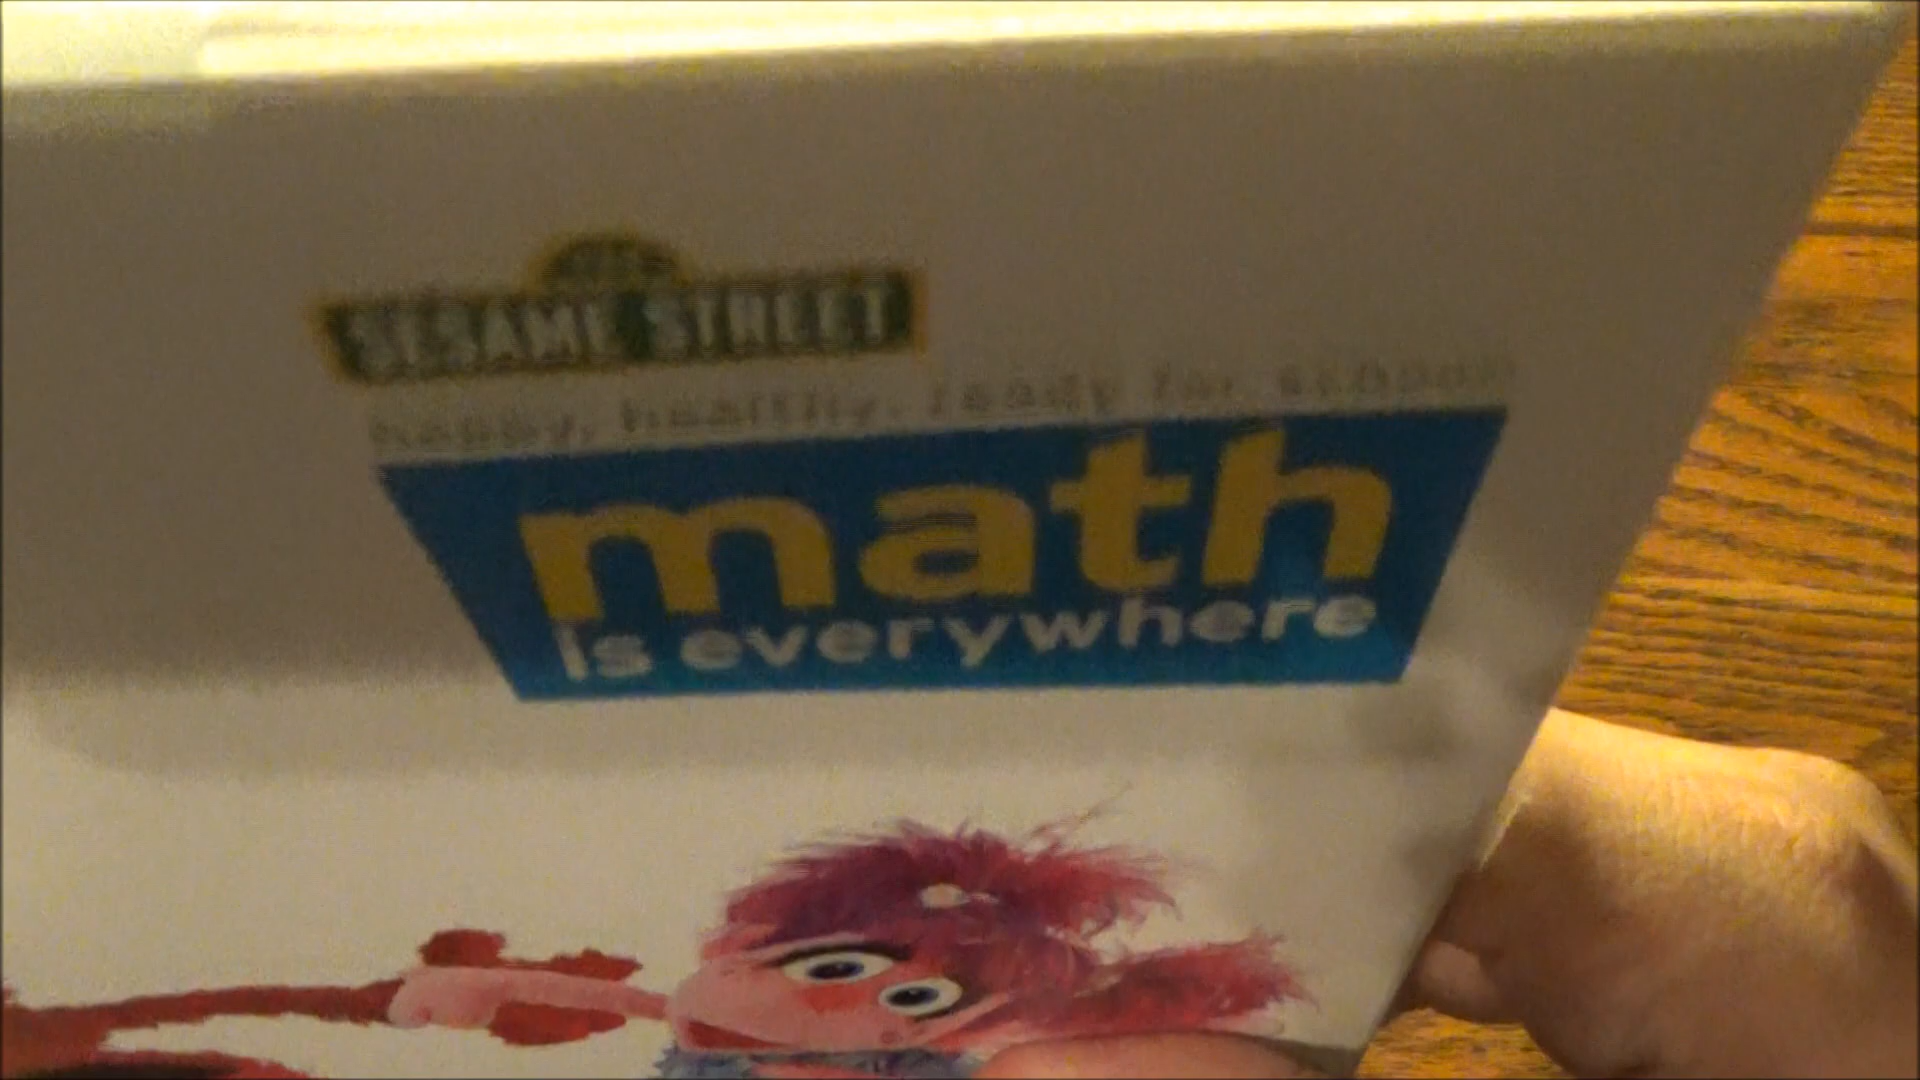 SESAME STREET
happy, healthy, ready for school
math
is everywhere